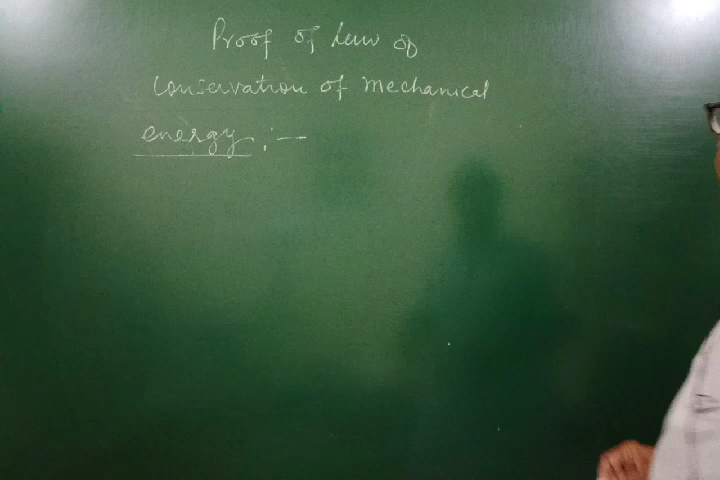 Proof of Law of
Conservation of Mechanical
energy :-